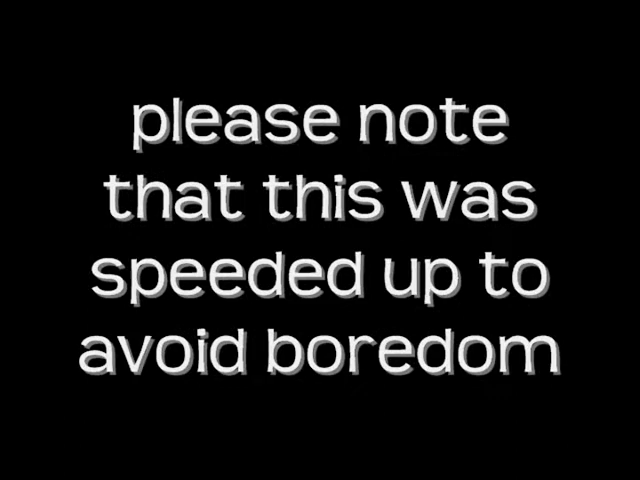 please note
that this was
speeded up to
avoid boredom